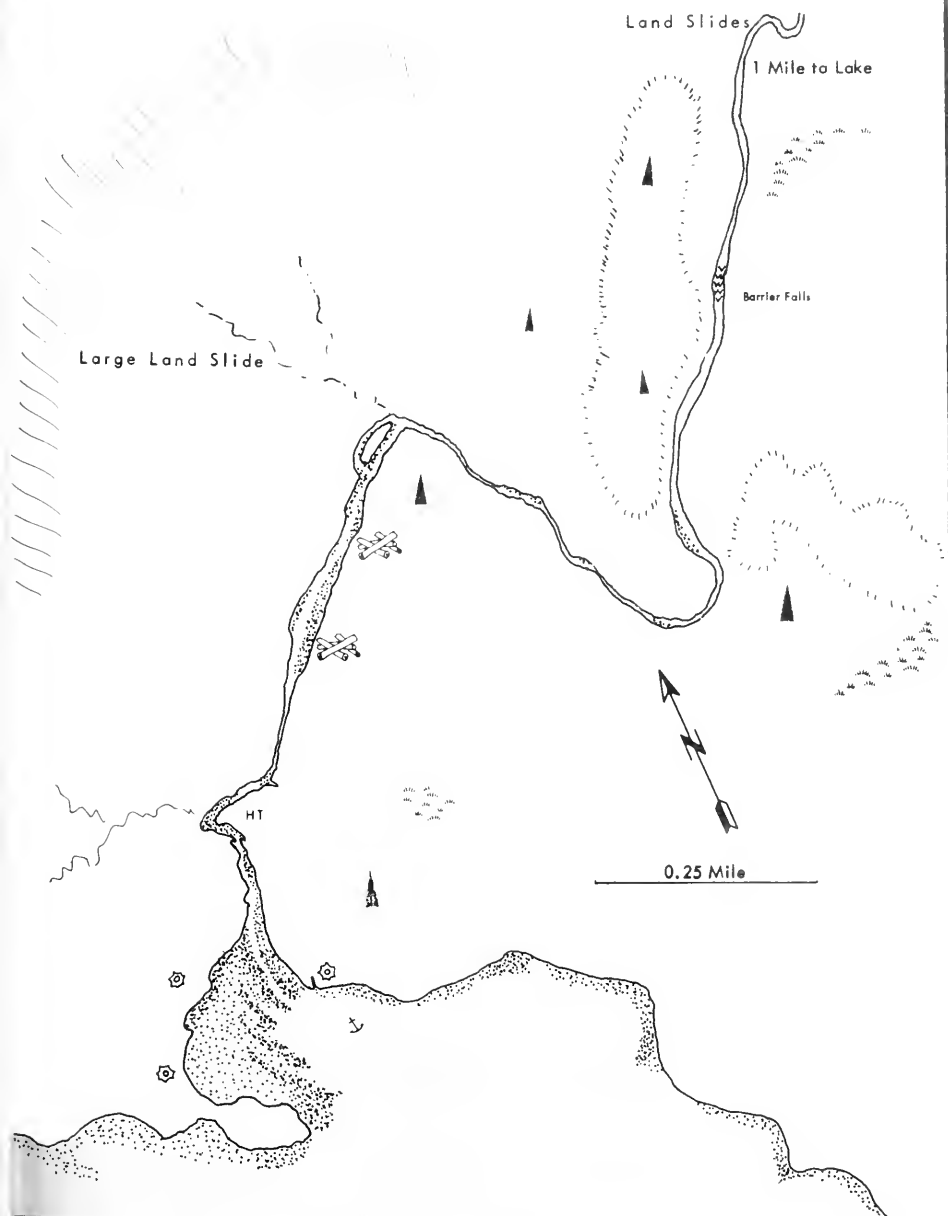 Land Slides
1 Mile to Lake
Barrier Falls
Large Land Slide
HT
N
0.25 Mile